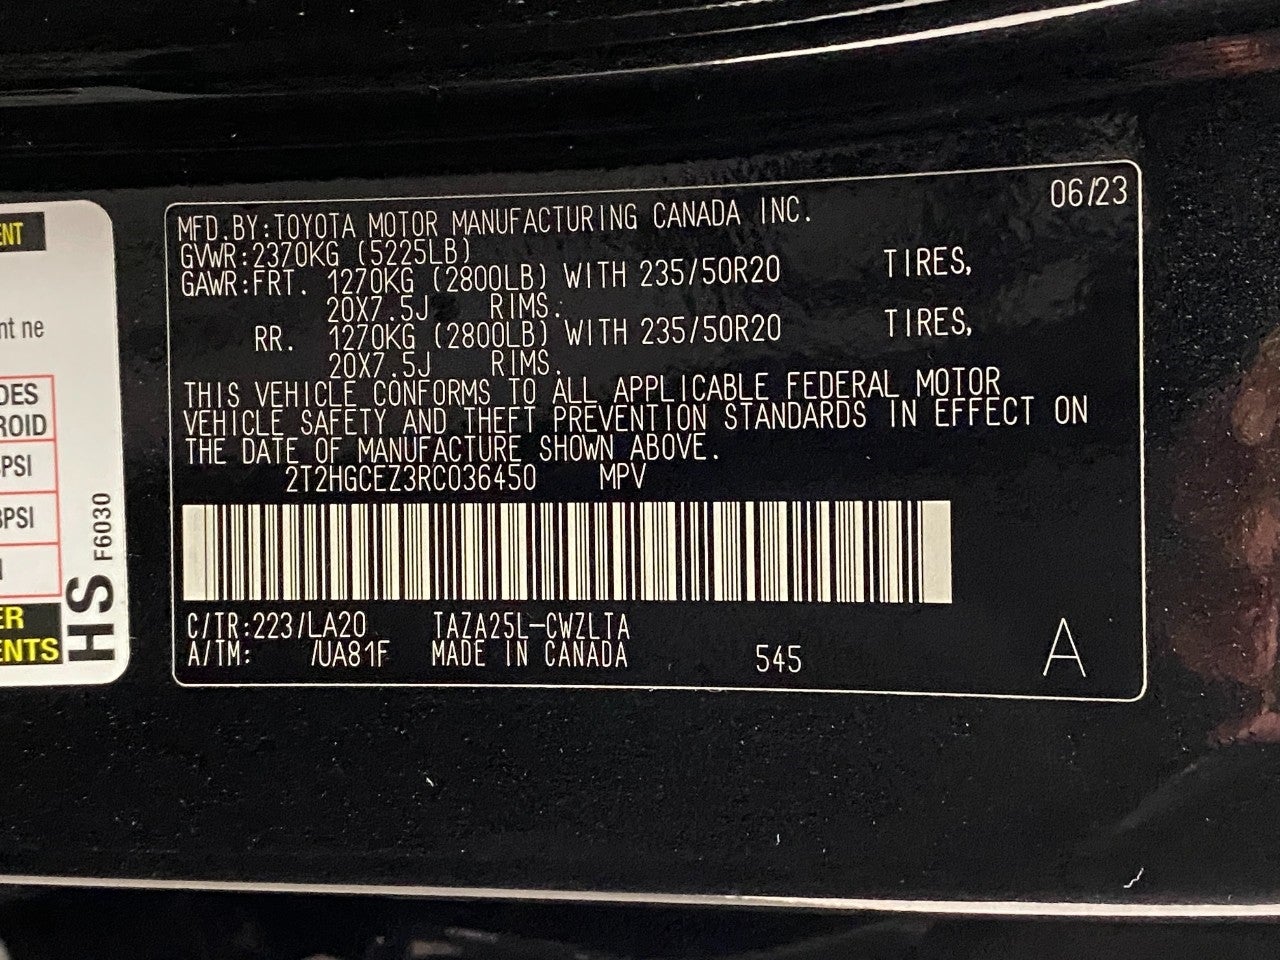 ENT
nt ne
DES
ROID
PSI
PSI
ER
ENTS
HS F6030
06/23
MFD.BY:TOYOTA MOTOR MANUFACTURING CANADA INC.
GVWR:2370KG (5225LB)
GAWR:FRT. 1270KG (2800LB) WITH 235/50R20 TIRES,
20X7.5J RIMS.
RR. 1270KG (2800LB) WITH 235/50R20 TIRES,
20X7.5J RIMS.
THIS VEHICLE CONFORMS TO ALL APPLICABLE FEDERAL MOTOR
VEHICLE SAFETY AND THEFT PREVENTION STANDARDS IN EFFECT ON
THE DATE OF MANUFACTURE SHOWN ABOVE.
2T2HGCEZ3RC036450 MPV
C/TR:223/LA20 TAZA25L-CWZLTA
A/TM: /UA81F MADE IN CANADA 545 A